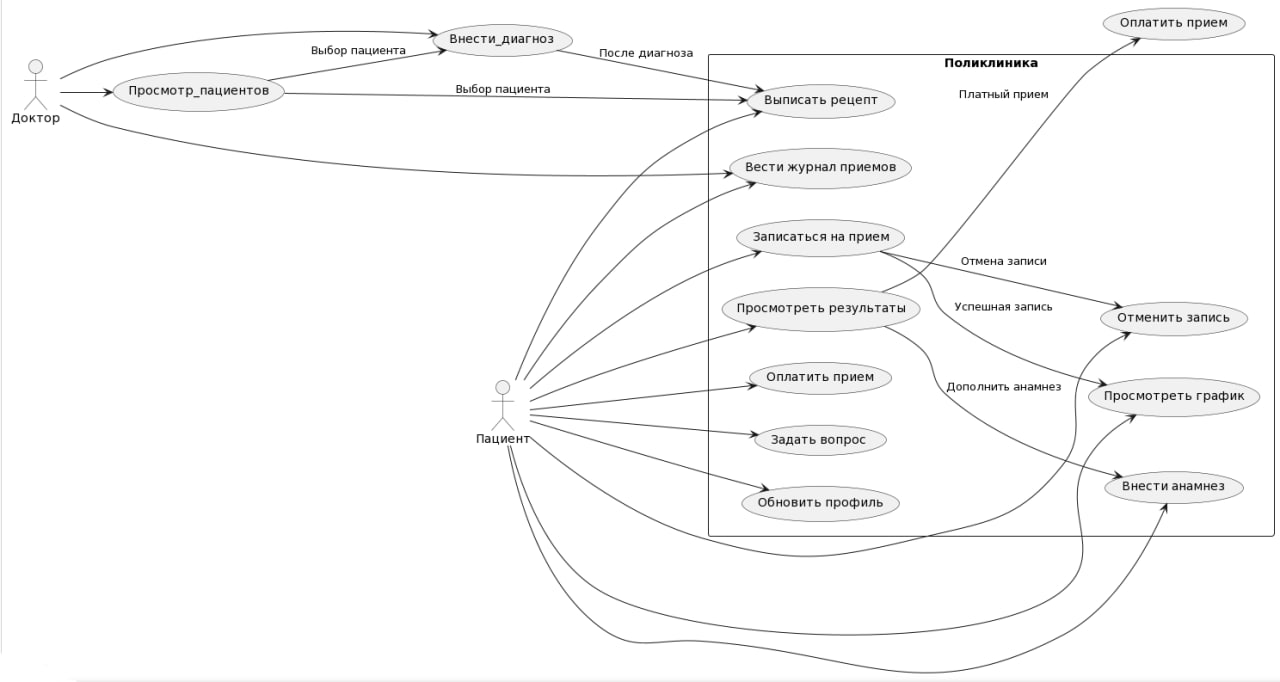 Оплатить прием
Внести_диагноз
Выбор пациента
После диагноза
Поликлиника
Доктор
Просмотр_пациентов
Выбор пациента
Выписать рецепт
Платный прием
Вести журнал приемов
Записаться на прием
Отмена записи
Просмотреть результаты
Успешная запись
Отменить запись
Оплатить прием
Дополнить анамнез
Просмотреть график
Пациент
Задать вопрос
Внести анамнез
Обновить профиль